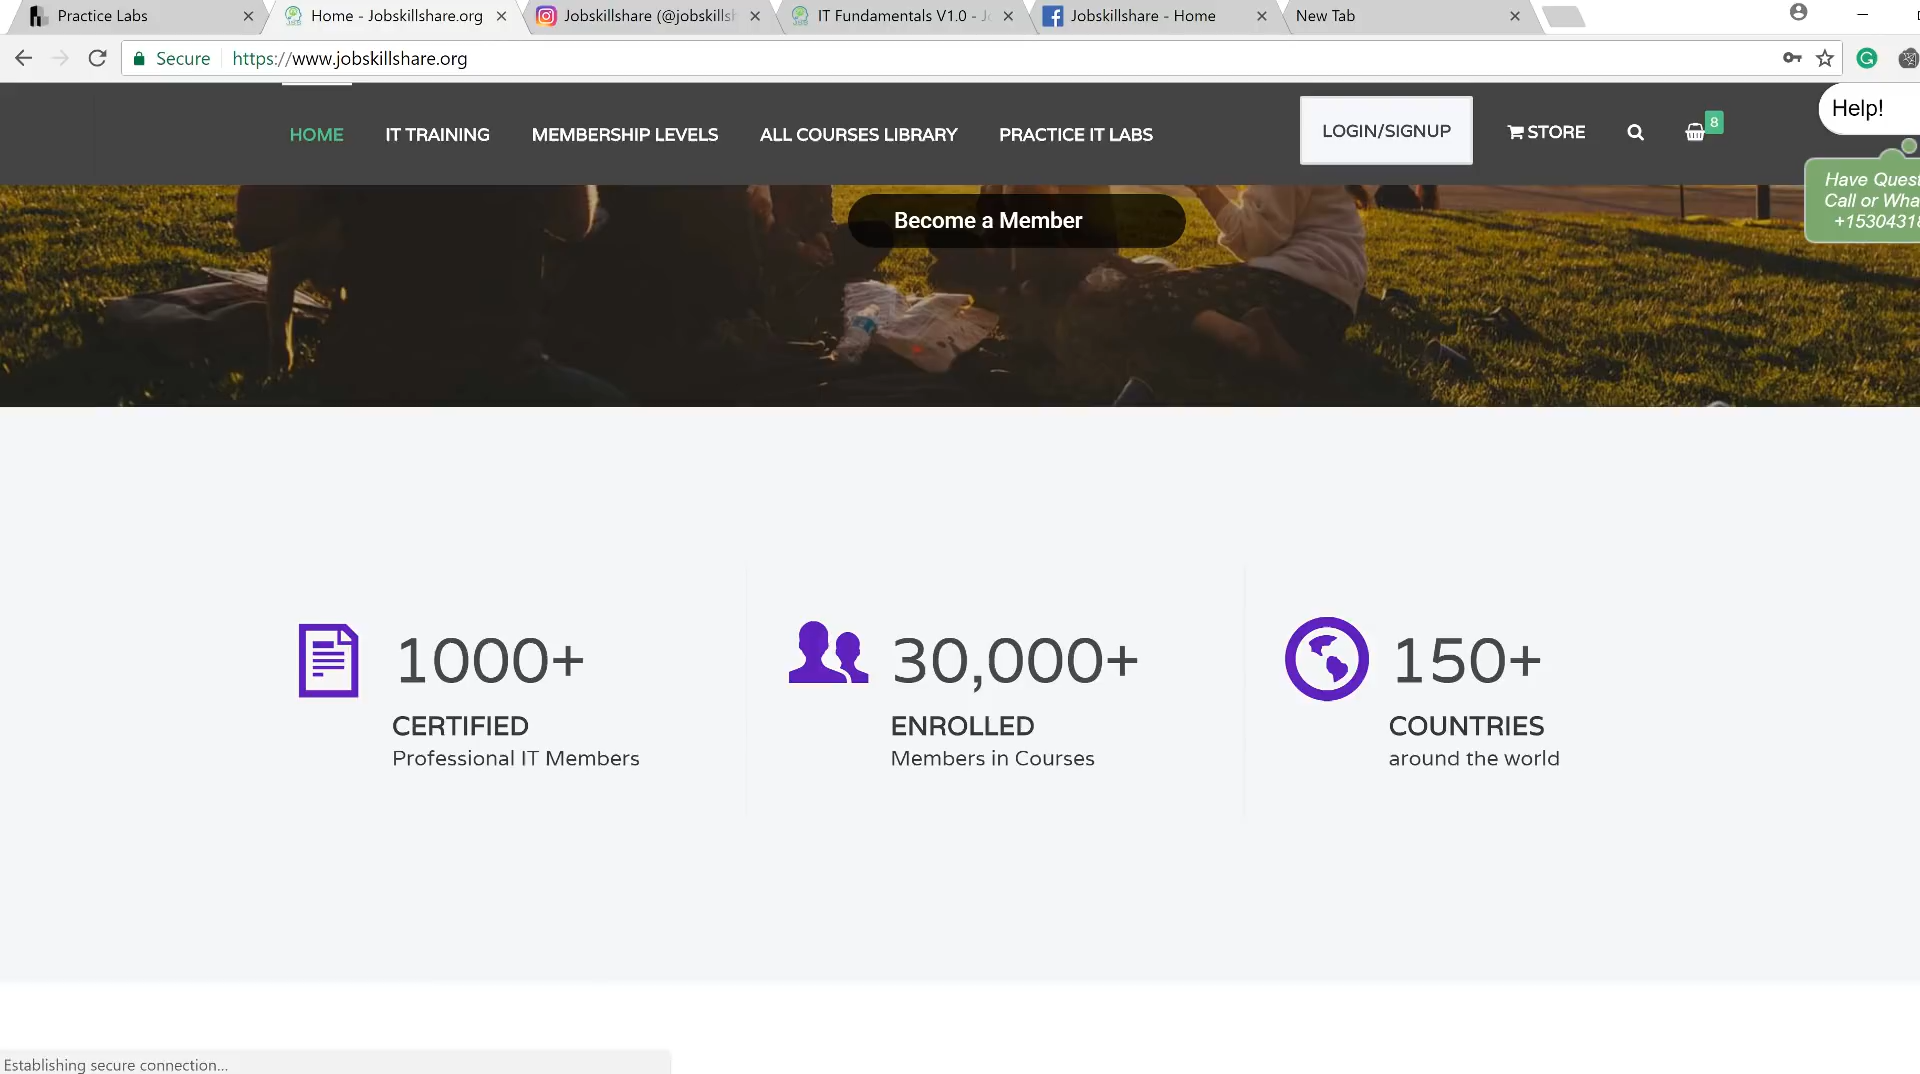 Practice Labs
Home - Jobskillshare.org
Jobskillshare (@jobskills
IT Fundamentals V1.0 - J
Jobskillshare - Home
New Tab
Secure
https://www.jobskillshare.org
HOME
IT TRAINING
MEMBERSHIP LEVELS
ALL COURSES LIBRARY
PRACTICE IT LABS
LOGIN/SIGNUP
STORE
8
Help!
Have Quest
Call or Wha
+15304318
Become a Member
1000+
CERTIFIED
Professional IT Members
30,000+
ENROLLED
Members in Courses
150+
COUNTRIES
around the world
Establishing secure connection...